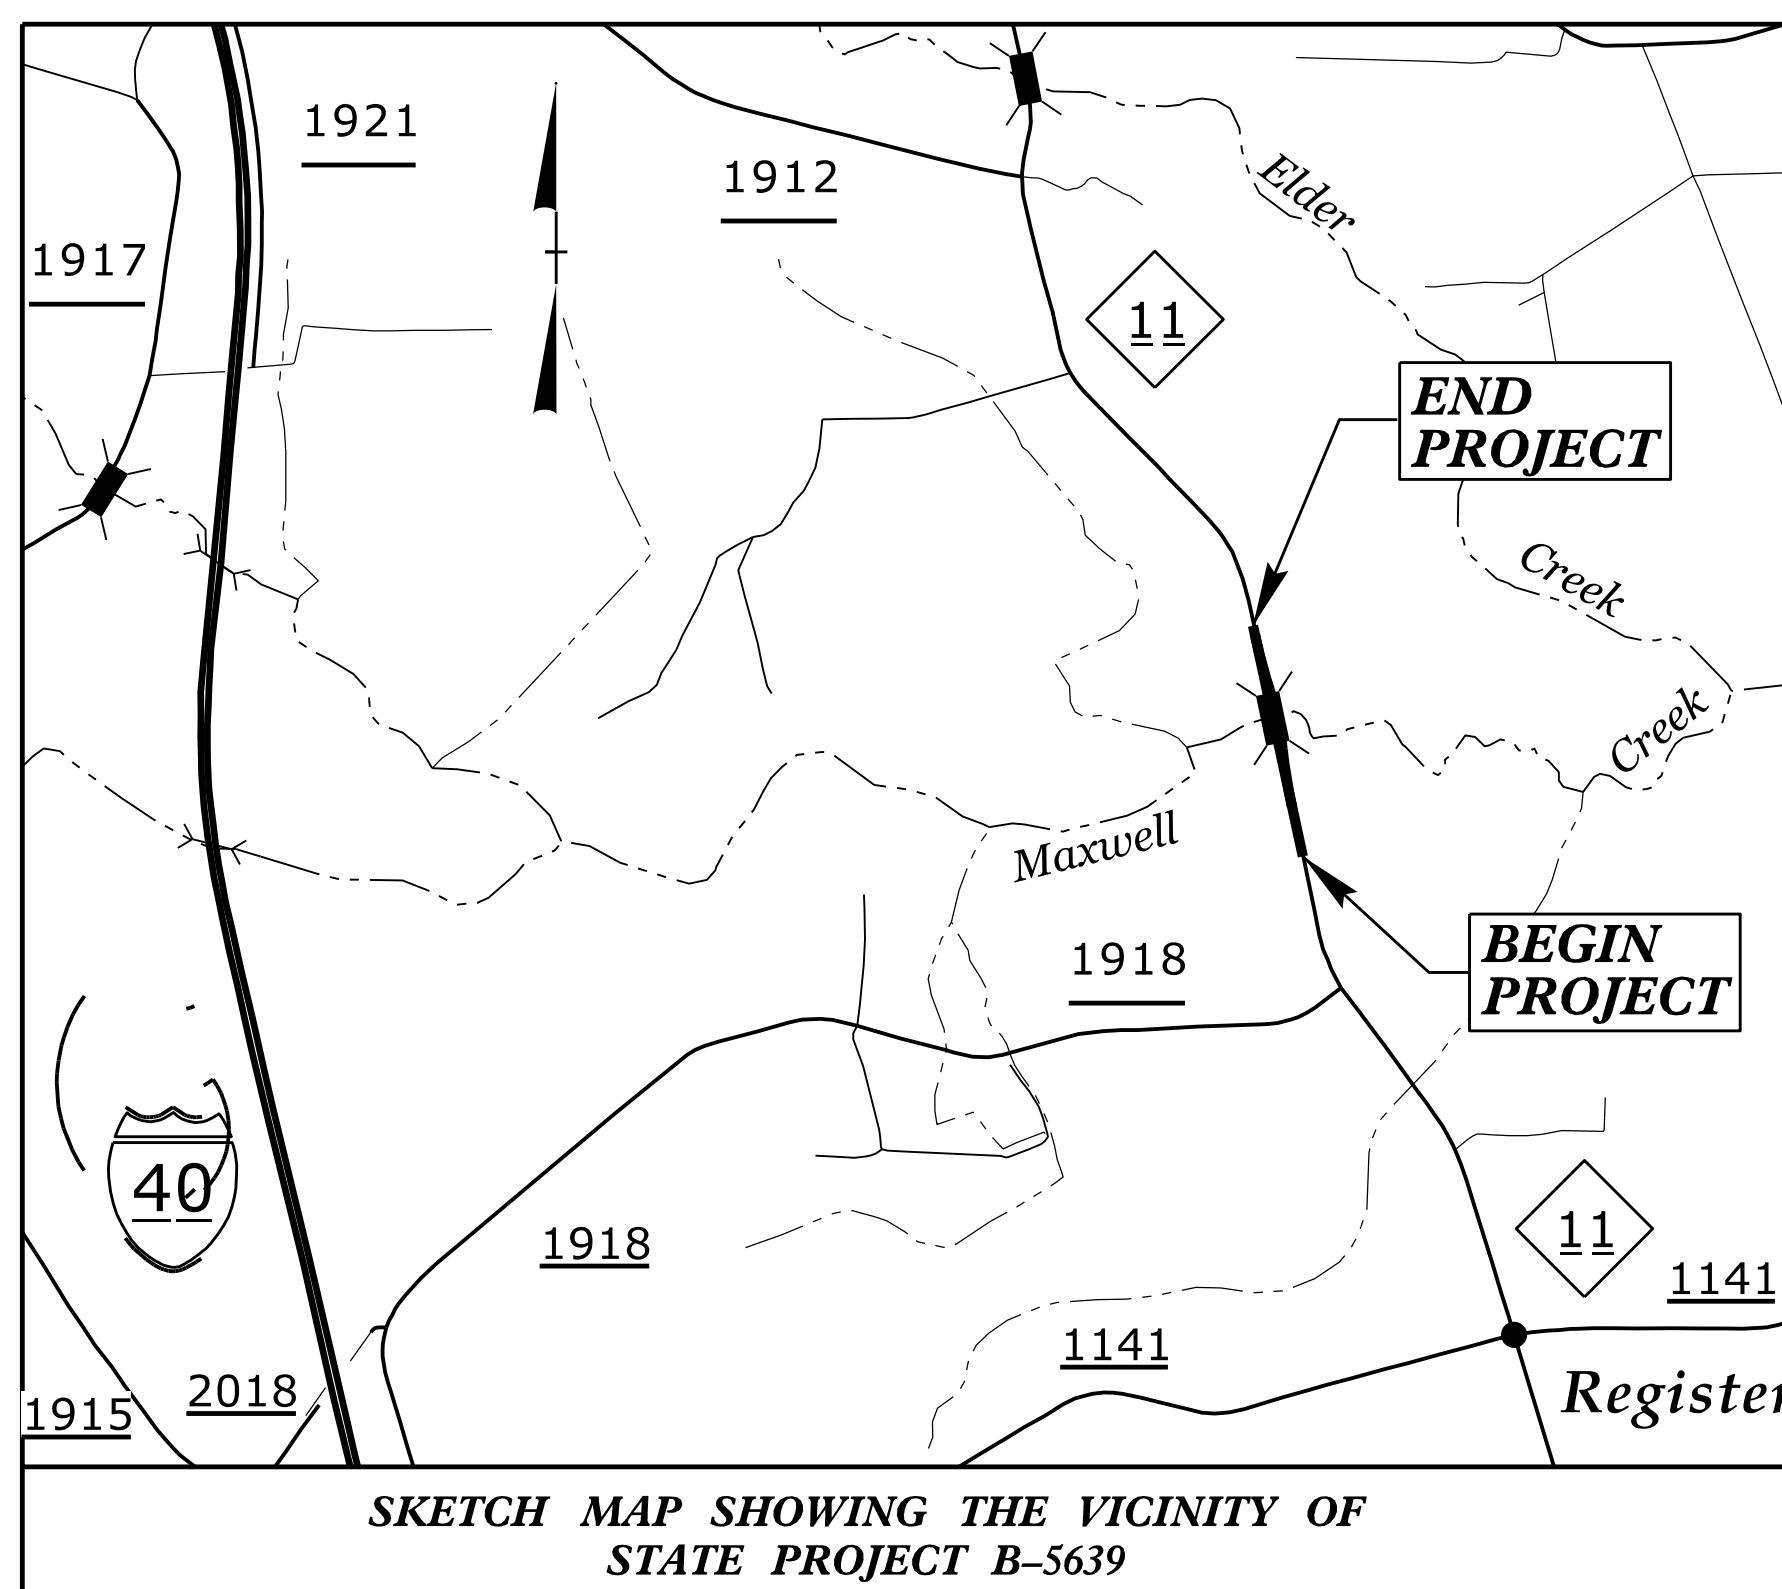 1921
1912
1917
Elder
11
END
PROJECT
Creek
Creek
Maxwell
BEGIN
PROJECT
1918
40
1918
11
1141
1141
2018
1915
Register
SKETCH MAP SHOWING THE VICINITY OF
STATE PROJECT B–5639